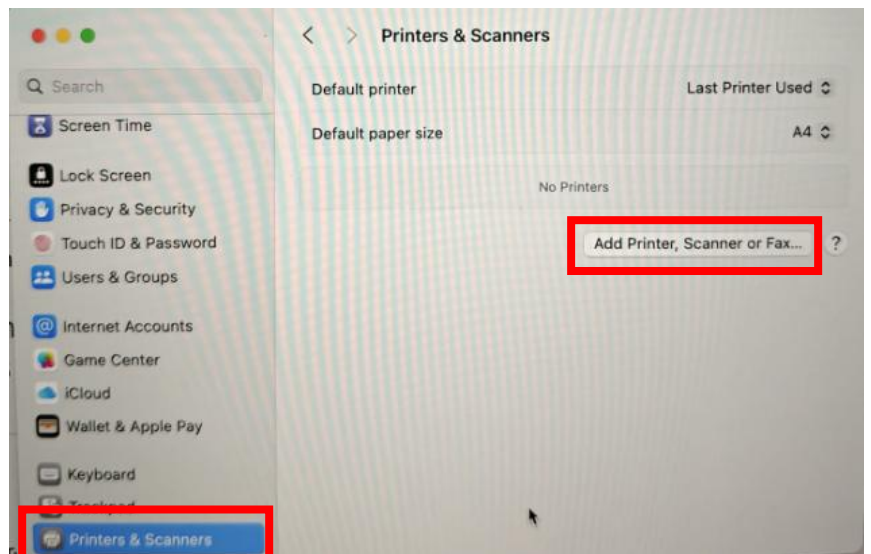 Printers & Scanners
Search
Screen Time
Lock Screen
Privacy & Security
Touch ID & Password
Users & Groups
Internet Accounts
Game Center
iCloud
Wallet & Apple Pay
Keyboard
Trackpad
Printers & Scanners
Default printer
Last Printer Used
Default paper size
A4
No Printers
Add Printer, Scanner or Fax...
?